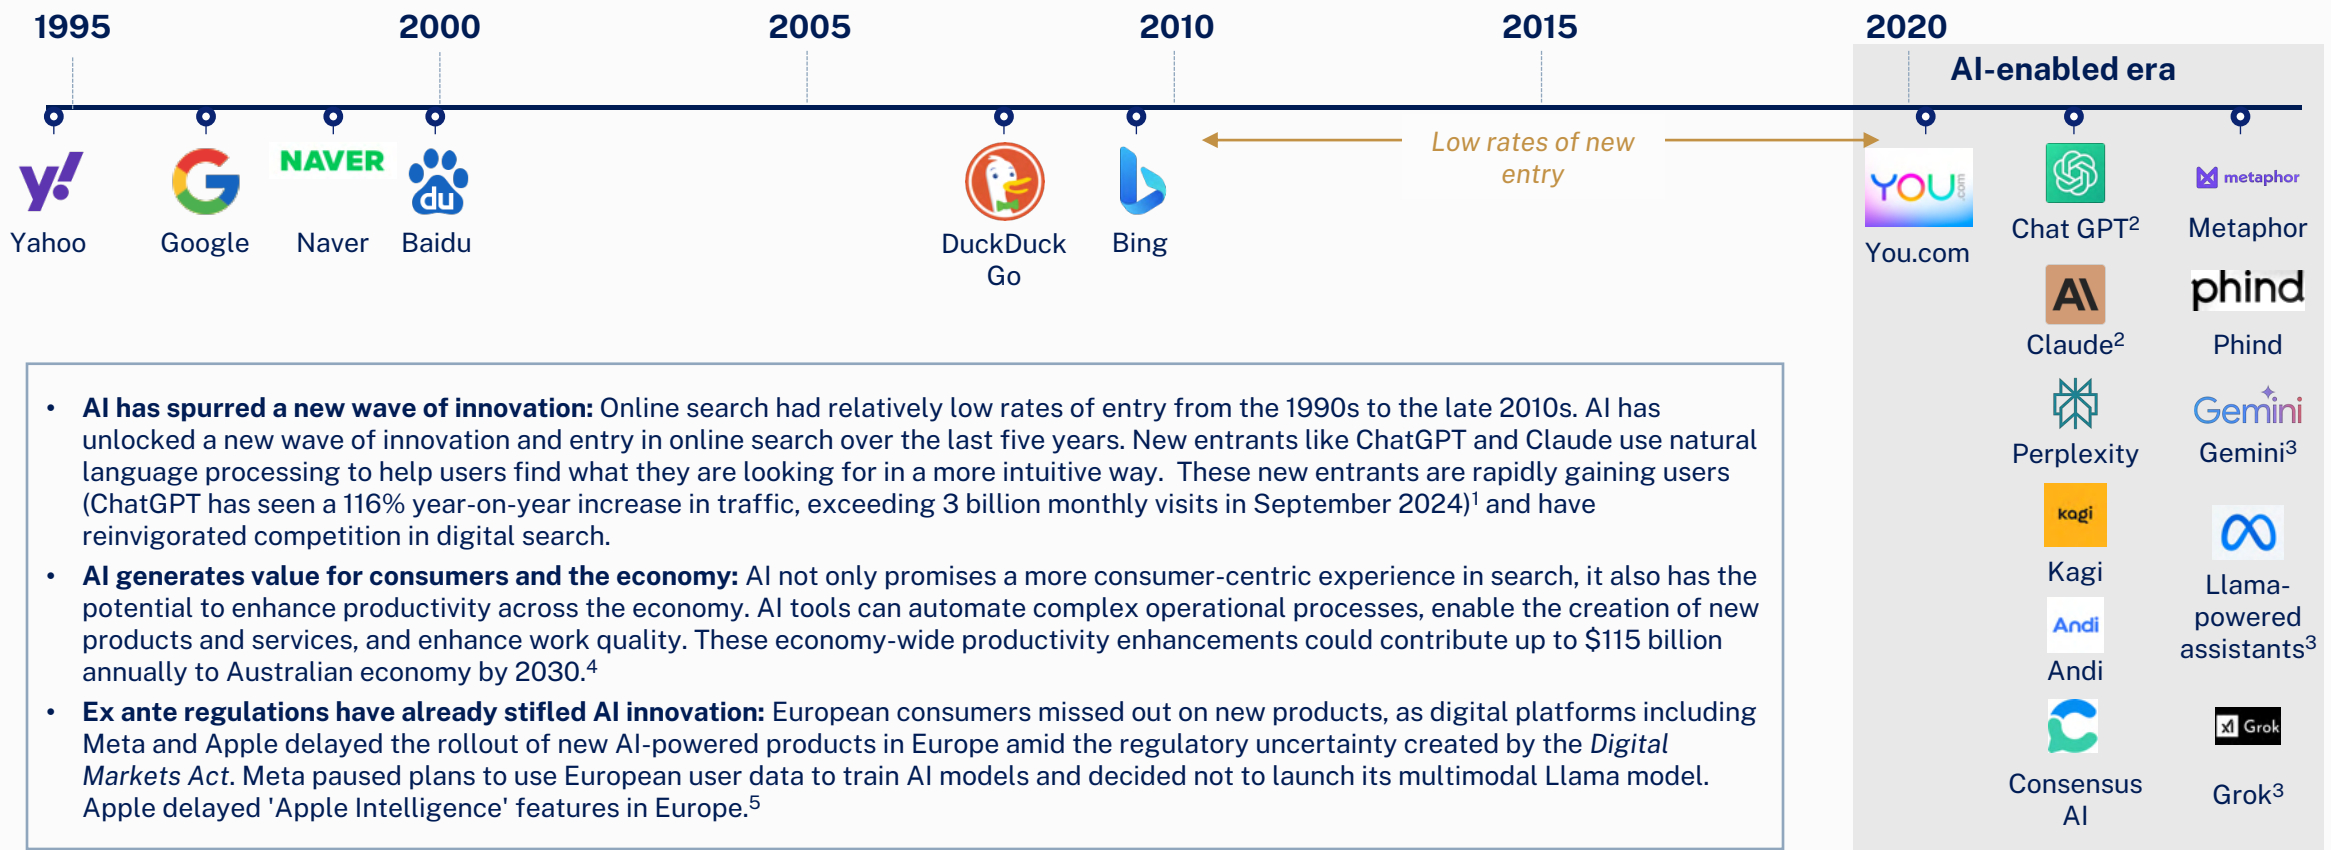 1995
2000
2005
2010
2015
2020
AI-enabled era
Low rates of new
entry
y!
Yahoo
G
Google
NAVER
Naver
du
Baidu
DuckDuck
Go
b
Bing
YOU.com
You.com
Chat GPT²
A\
Claude²
Perplexity
kagi
Kagi
Andi
Andi
Consensus
AI
metaphor
Metaphor
phind
Phind
Gemini
Gemini³
Llama-
powered
assistants³
xI Grok
Grok³
• AI has spurred a new wave of innovation: Online search had relatively low rates of entry from the 1990s to the late 2010s. AI has
unlocked a new wave of innovation and entry in online search over the last five years. New entrants like ChatGPT and Claude use natural
language processing to help users find what they are looking for in a more intuitive way. These new entrants are rapidly gaining users
(ChatGPT has seen a 116% year-on-year increase in traffic, exceeding 3 billion monthly visits in September 2024)¹ and have
reinvigorated competition in digital search.
• AI generates value for consumers and the economy: AI not only promises a more consumer-centric experience in search, it also has the
potential to enhance productivity across the economy. AI tools can automate complex operational processes, enable the creation of new
products and services, and enhance work quality. These economy-wide productivity enhancements could contribute up to $115 billion
annually to Australian economy by 2030.⁴
• Ex ante regulations have already stifled AI innovation: European consumers missed out on new products, as digital platforms including
Meta and Apple delayed the rollout of new AI-powered products in Europe amid the regulatory uncertainty created by the Digital
Markets Act. Meta paused plans to use European user data to train AI models and decided not to launch its multimodal Llama model.
Apple delayed 'Apple Intelligence' features in Europe.⁵